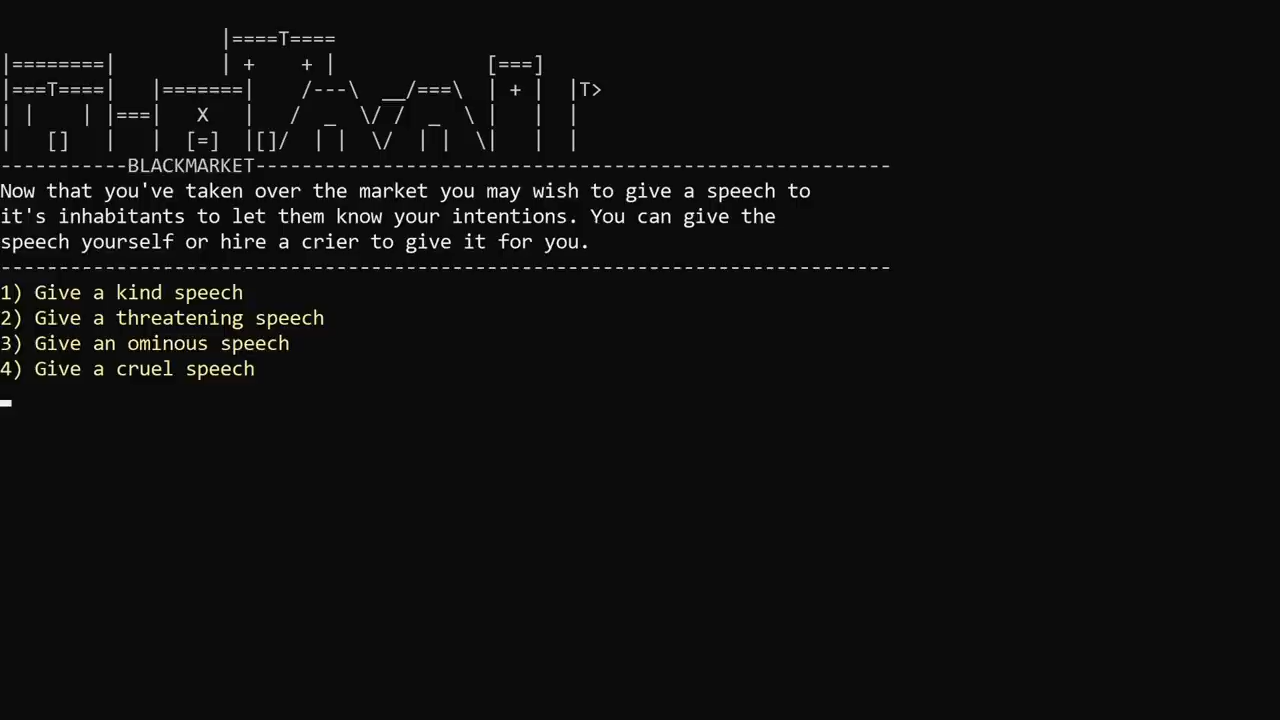 -----------BLACKMARKET-------------------------------------------------------
Now that you've taken over the market you may wish to give a speech to
it's inhabitants to let them know your intentions. You can give the
speech yourself or hire a crier to give it for you.
1) Give a kind speech
2) Give a threatening speech
3) Give an ominous speech
4) Give a cruel speech